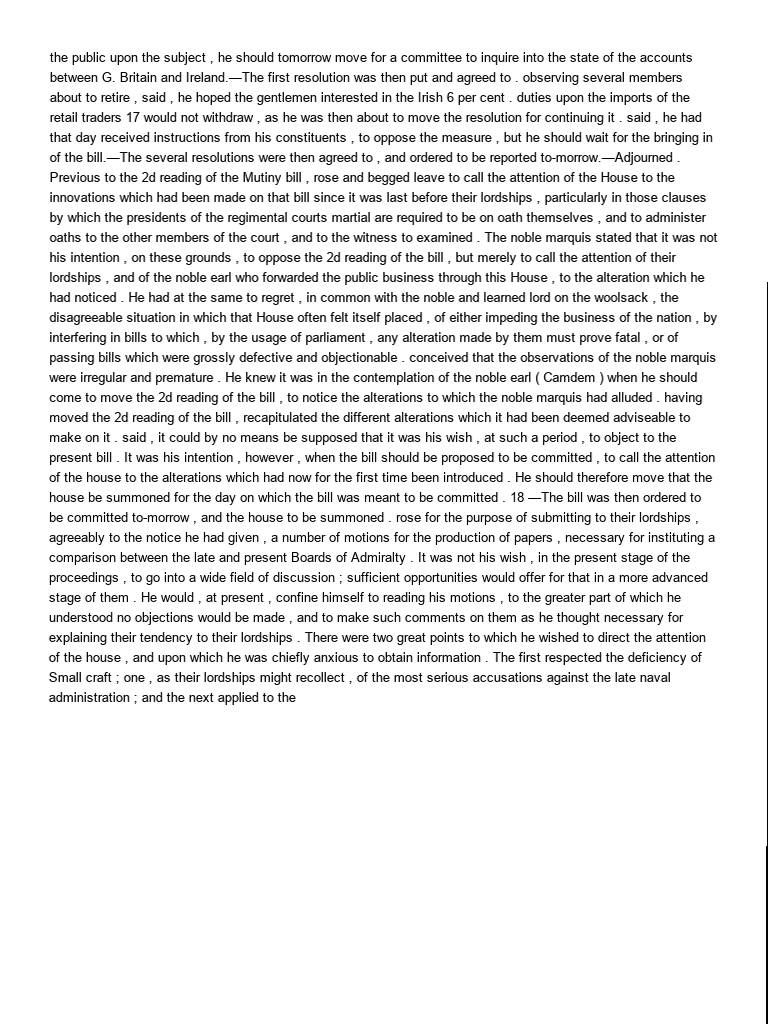 the public upon the subject , he should tomorrow move for a committee to inquire into the state of the accounts
between G. Britain and Ireland.—The first resolution was then put and agreed to . observing several members
about to retire , said , he hoped the gentlemen interested in the Irish 6 per cent . duties upon the imports of the
retail traders 17 would not withdraw , as he was then about to move the resolution for continuing it . said , he had
that day received instructions from his constituents , to oppose the measure , but he should wait for the bringing in
of the bill.—The several resolutions were then agreed to , and ordered to be reported to-morrow.—Adjourned .
Previous to the 2d reading of the Mutiny bill , rose and begged leave to call the attention of the House to the
innovations which had been made on that bill since it was last before their lordships , particularly in those clauses
by which the presidents of the regimental courts martial are required to be on oath themselves , and to administer
oaths to the other members of the court , and to the witness to examined . The noble marquis stated that it was not
his intention , on these grounds , to oppose the 2d reading of the bill , but merely to call the attention of their
lordships , and of the noble earl who forwarded the public business through this House , to the alteration which he
had noticed . He had at the same to regret , in common with the noble and learned lord on the woolsack , the
disagreeable situation in which that House often felt itself placed , of either impeding the business of the nation , by
interfering in bills to which , by the usage of parliament , any alteration made by them must prove fatal , or of
passing bills which were grossly defective and objectionable . conceived that the observations of the noble marquis
were irregular and premature . He knew it was in the contemplation of the noble earl ( Camdem ) when he should
come to move the 2d reading of the bill , to notice the alterations to which the noble marquis had alluded . having
moved the 2d reading of the bill , recapitulated the different alterations which it had been deemed adviseable to
make on it . said , it could by no means be supposed that it was his wish , at such a period , to object to the
present bill . It was his intention , however , when the bill should be proposed to be committed , to call the attention
of the house to the alterations which had now for the first time been introduced . He should therefore move that the
house be summoned for the day on which the bill was meant to be committed . 18 —The bill was then ordered to
be committed to-morrow , and the house to be summoned . rose for the purpose of submitting to their lordships ,
agreeably to the notice he had given , a number of motions for the production of papers , necessary for instituting a
comparison between the late and present Boards of Admiralty . It was not his wish , in the present stage of the
proceedings , to go into a wide field of discussion ; sufficient opportunities would offer for that in a more advanced
stage of them . He would , at present , confine himself to reading his motions , to the greater part of which he
understood no objections would be made , and to make such comments on them as he thought necessary for
explaining their tendency to their lordships . There were two great points to which he wished to direct the attention
of the house , and upon which he was chiefly anxious to obtain information . The first respected the deficiency of
Small craft ; one , as their lordships might recollect , of the most serious accusations against the late naval
administration ; and the next applied to the